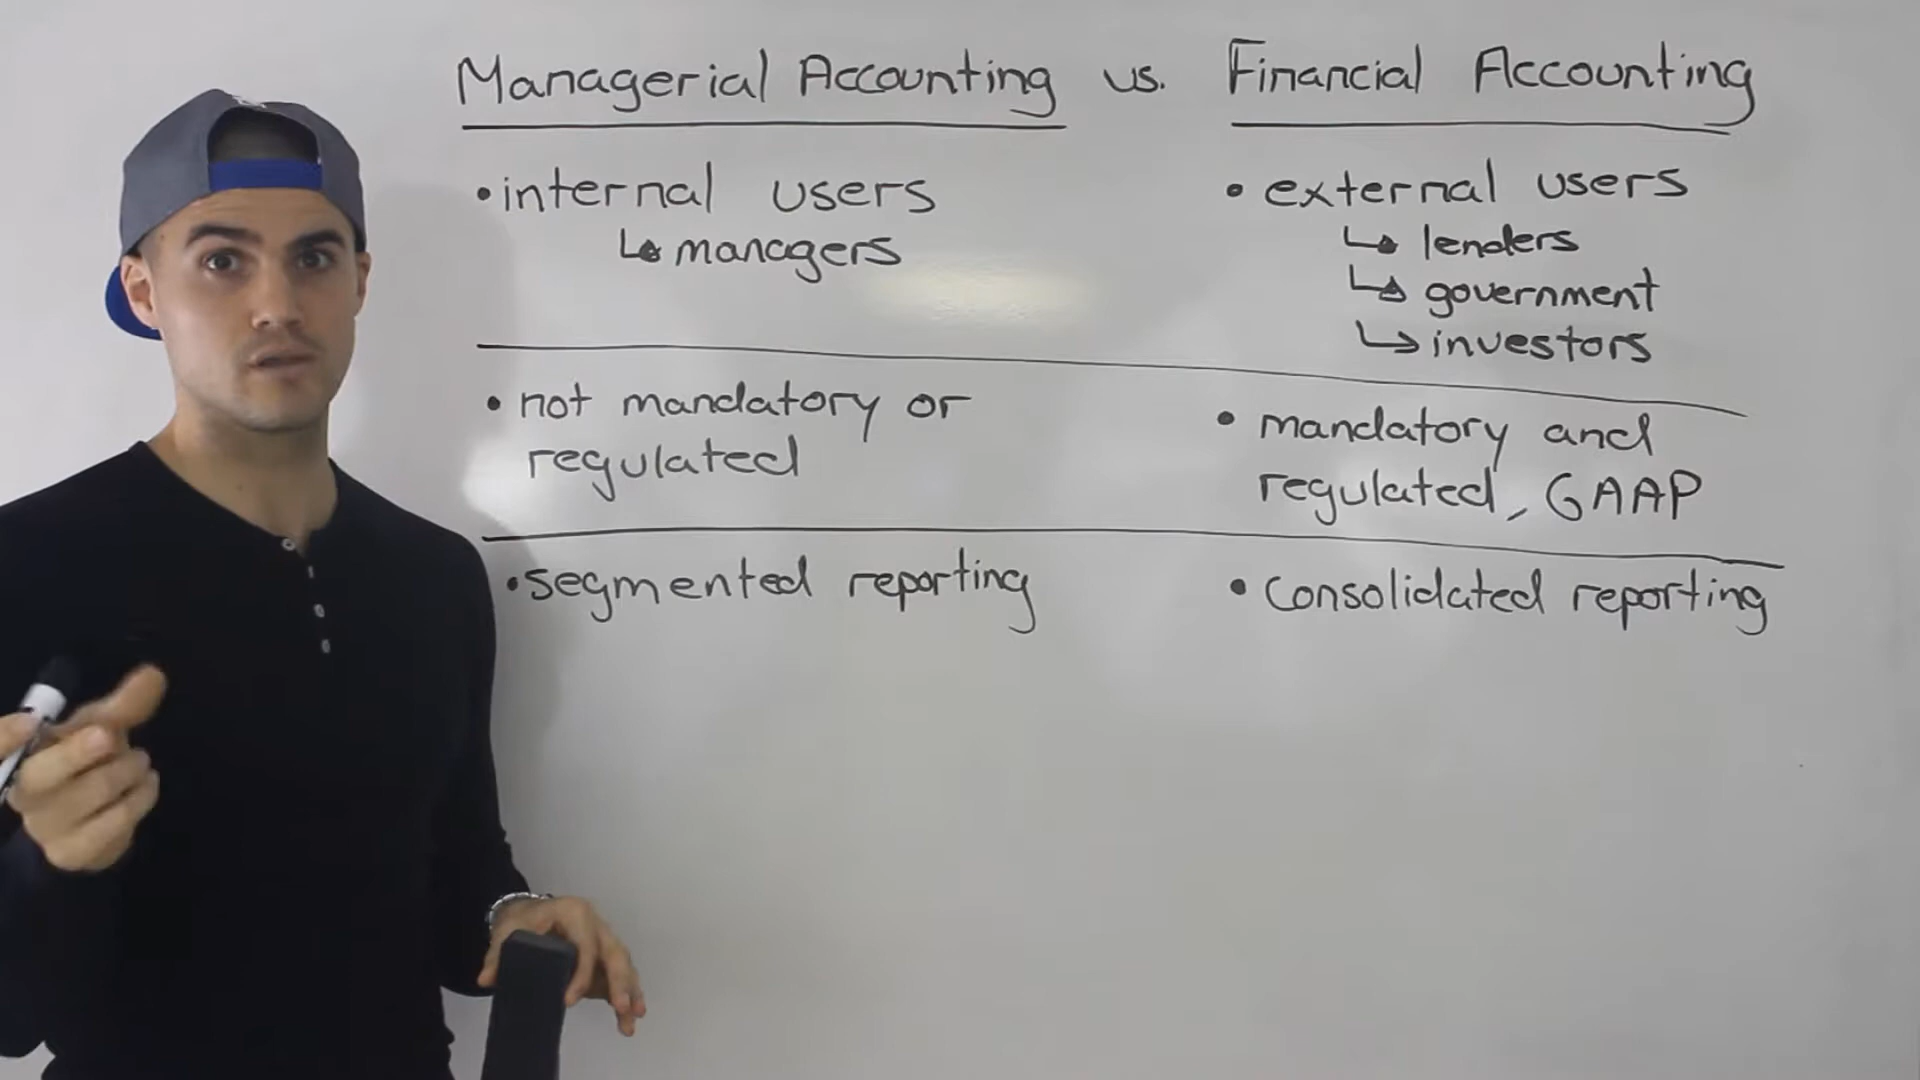 Managerial Accounting vs. Financial Accounting
• internal users
↳ managers
• external users
↳ lenders
↳ government
↳ investors
• not mandatory or
regulated
• mandatory and
regulated, GAAP
• segmented reporting
• consolidated reporting